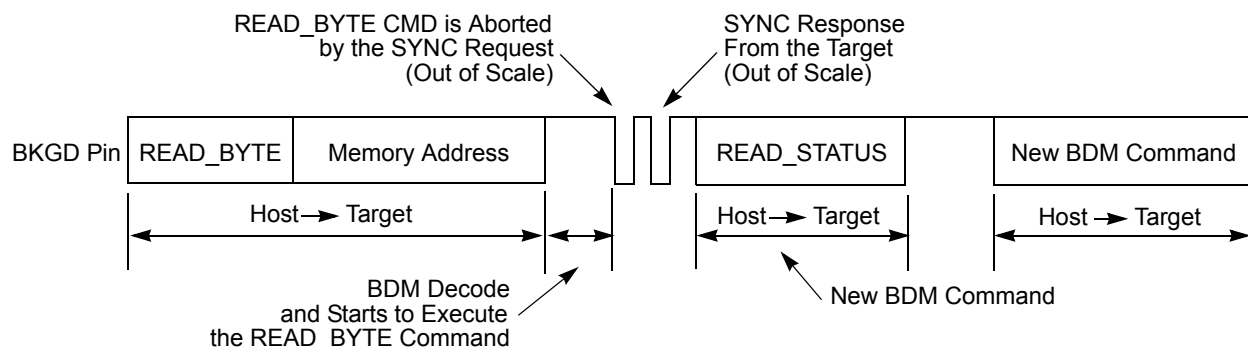 READ_BYTE CMD is Aborted
by the SYNC Request
(Out of Scale)
SYNC Response
From the Target
(Out of Scale)
BKGD Pin
READ_BYTE
Memory Address
READ_STATUS
New BDM Command
Host → Target
Host → Target
Host → Target
BDM Decode
and Starts to Execute
the READ_BYTE Command
New BDM Command